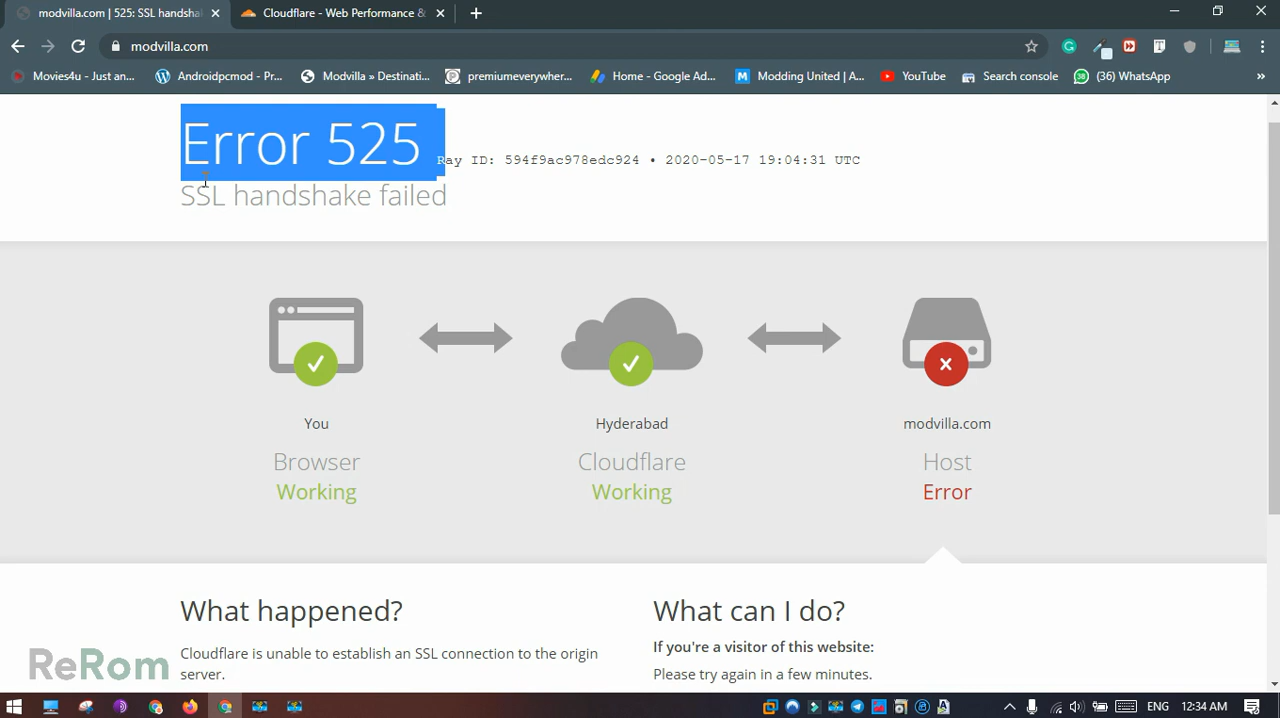 modvilla.com | 525: SSL handsha
Cloudflare - Web Performance &
modvilla.com
Movies4u - Just an...
Androidpcmod - Pr...
Modvilla » Destinati...
premiumeverywher...
Home - Google Ad...
Modding United | A...
YouTube
Search console
(36) WhatsApp
Error 525
Ray ID: 594f9ac978edc924 • 2020-05-17 19:04:31 UTC
SSL handshake failed
You
Hyderabad
modvilla.com
Browser
Cloudflare
Host
Working
Working
Error
What happened?
What can I do?
Cloudflare is unable to establish an SSL connection to the origin
server.
If you're a visitor of this website:
Please try again in a few minutes.
ReRom
ENG
12:34 AM